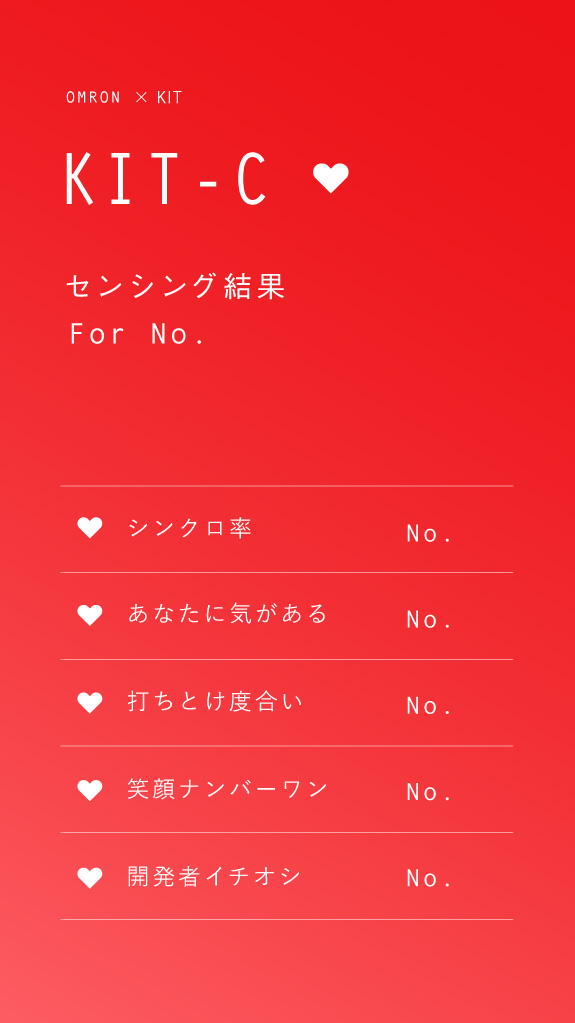 OMRON × KIT
KIT-C ♥
センシング結果
For No.
♥ シンクロ率 No.
♥ あなたに気がある No.
♥ 打ちとけ度合い No.
♥ 笑顔ナンバーワン No.
♥ 開発者イチオシ No.